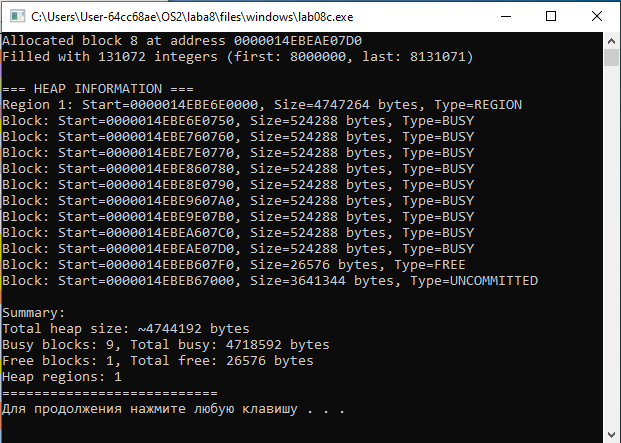 C:\Users\User-64cc68ae\OS2\laba8\files\windows\lab08c.exe
Allocated block 8 at address 0000014EBEAE07D0
Filled with 131072 integers (first: 8000000, last: 8131071)
=== HEAP INFORMATION ===
Region 1: Start=0000014EBE6E0000, Size=4747264 bytes, Type=REGION
Block: Start=0000014EBE6E0750, Size=524288 bytes, Type=BUSY
Block: Start=0000014EBE760760, Size=524288 bytes, Type=BUSY
Block: Start=0000014EBE7E0770, Size=524288 bytes, Type=BUSY
Block: Start=0000014EBE860780, Size=524288 bytes, Type=BUSY
Block: Start=0000014EBE8E0790, Size=524288 bytes, Type=BUSY
Block: Start=0000014EBE9607A0, Size=524288 bytes, Type=BUSY
Block: Start=0000014EBE9E07B0, Size=524288 bytes, Type=BUSY
Block: Start=0000014EBEA607C0, Size=524288 bytes, Type=BUSY
Block: Start=0000014EBEAE07D0, Size=524288 bytes, Type=BUSY
Block: Start=0000014EBEB607F0, Size=26576 bytes, Type=FREE
Block: Start=0000014EBEB67000, Size=3641344 bytes, Type=UNCOMMITTED
Summary:
Total heap size: ~4744192 bytes
Busy blocks: 9, Total busy: 4718592 bytes
Free blocks: 1, Total free: 26576 bytes
Heap regions: 1
===========================
Для продолжения нажмите любую клавишу . . .